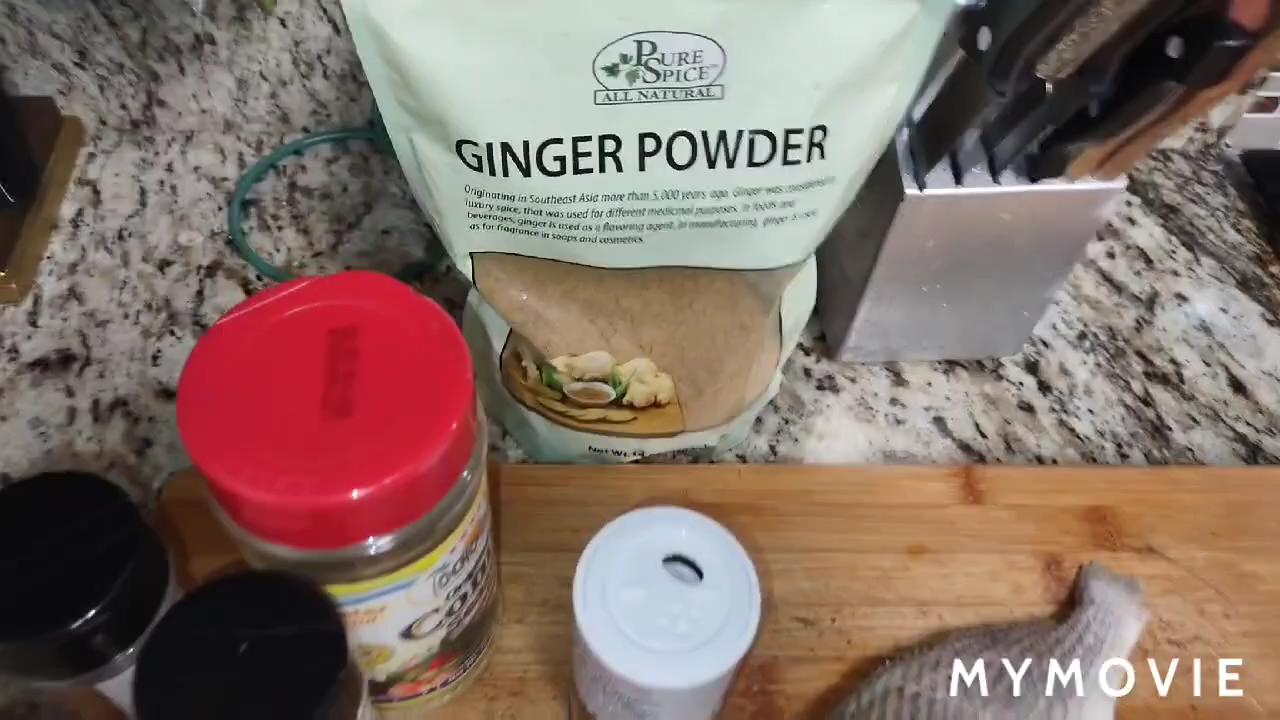 PURE
SPICE
ALL NATURAL
GINGER POWDER
Originating in Southeast Asia more than 5,000 years ago. Ginger was
luxury spice, that was used for different medicinal purposes. In foods and
beverages, ginger is used as a flavoring agent. In manufacturing, ginger is
as for fragrance in soaps and cosmetics.
Net Wt.
MYMOVIE